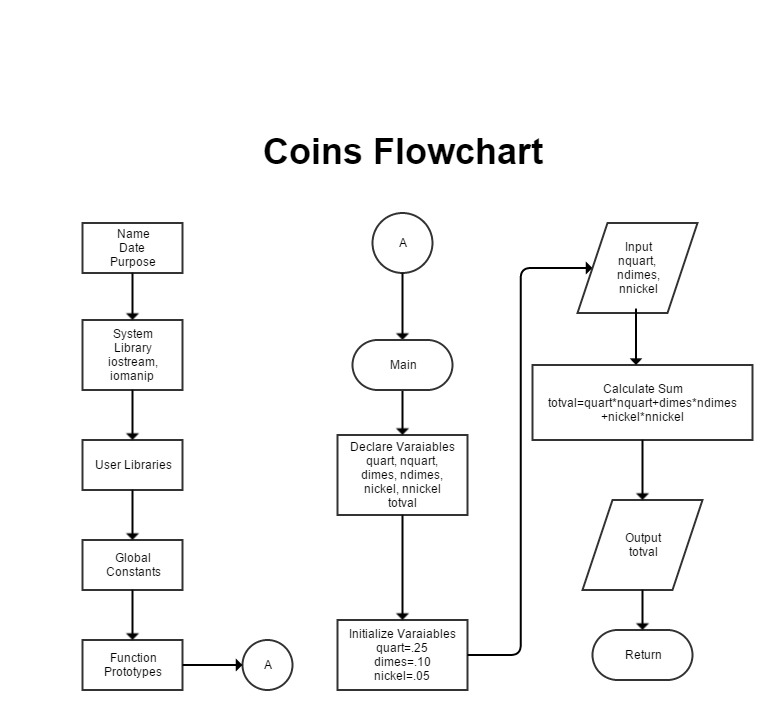 Coins Flowchart
Name
Date
Purpose
System
Library
iostream,
iomanip
User Libraries
Global
Constants
Function
Prototypes
A
A
Main
Declare Varaiables
quart, nquart,
dimes, ndimes,
nickel, nnickel
totval
Initialize Varaiables
quart=.25
dimes=.10
nickel=.05
Input
nquart,
ndimes,
nnickel
Calculate Sum
totval=quart*nquart+dimes*ndimes
+nickel*nnickel
Output
totval
Return